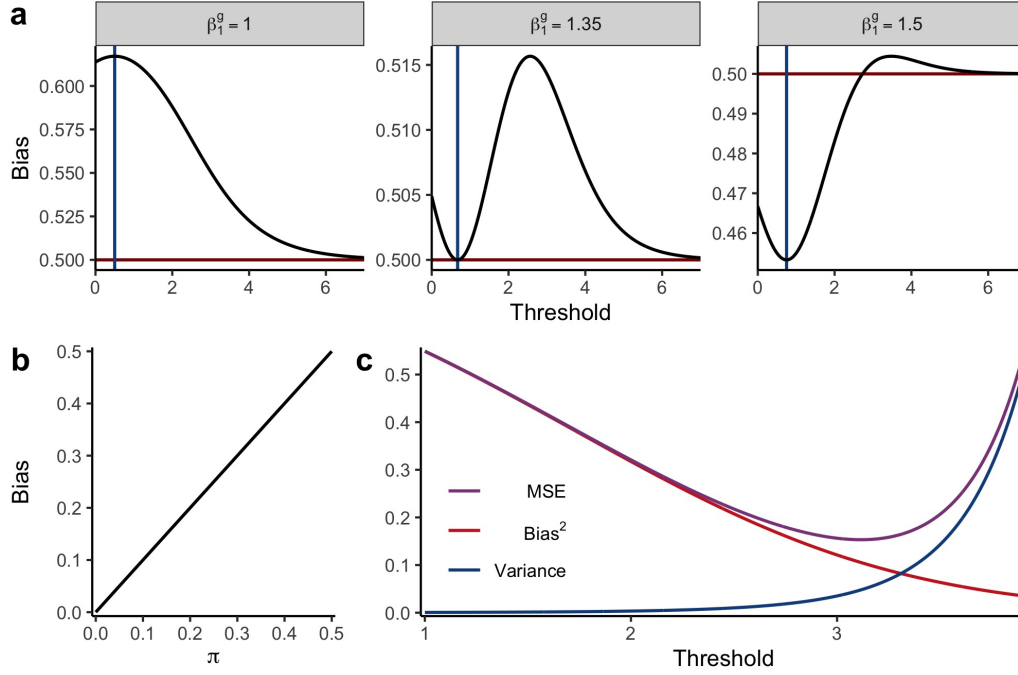 a
β₁ᵍ = 1
β₁ᵍ = 1.35
β₁ᵍ = 1.5
Bias
0.600
0.575
0.550
0.525
0.500
0 2 4 6
0.515
0.510
0.505
0.500
0 2 4 6
0.50
0.49
0.48
0.47
0.46
0 2 4 6
Threshold
b
Bias
0.5
0.4
0.3
0.2
0.1
0.0
0.0 0.1 0.2 0.3 0.4 0.5
π
c
0.5
0.4
0.3
0.2
0.1
0.0
MSE
Bias²
Variance
1 2 3
Threshold